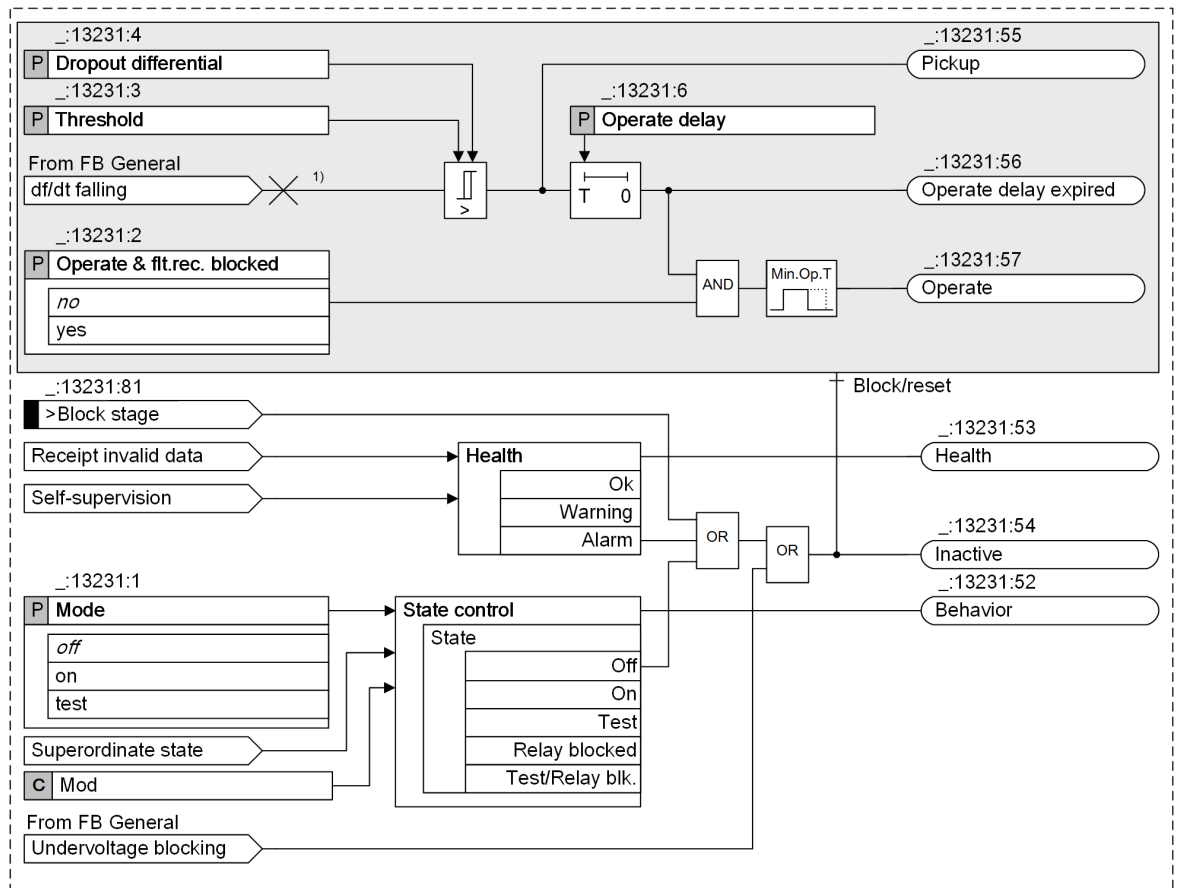 _:13231:4
P Dropout differential
_:13231:3
P Threshold
From FB General
df/dt falling
1)
>
_:13231:6
P Operate delay
T 0
_:13231:55
Pickup
_:13231:56
Operate delay expired
_:13231:2
P Operate & flt.rec. blocked
no
yes
AND
Min.Op.T
_:13231:57
Operate
Block/reset
_:13231:81
>Block stage
Receipt invalid data
Self-supervision
Health
Ok
Warning
Alarm
OR
OR
_:13231:53
Health
_:13231:54
Inactive
_:13231:52
Behavior
_:13231:1
P Mode
off
on
test
Superordinate state
C Mod
State control
State
Off
On
Test
Relay blocked
Test/Relay blk.
From FB General
Undervoltage blocking